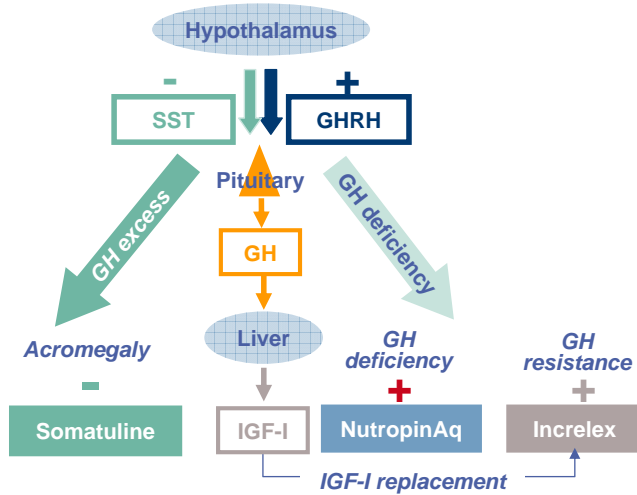 Hypothalamus
-
+
SST
GHRH
Pituitary
GH excess
GH deficiency
GH
Liver
Acromegaly
GH
deficiency
GH
resistance
-
+
+
Somatuline
IGF-I
NutropinAq
Increlex
IGF-I replacement